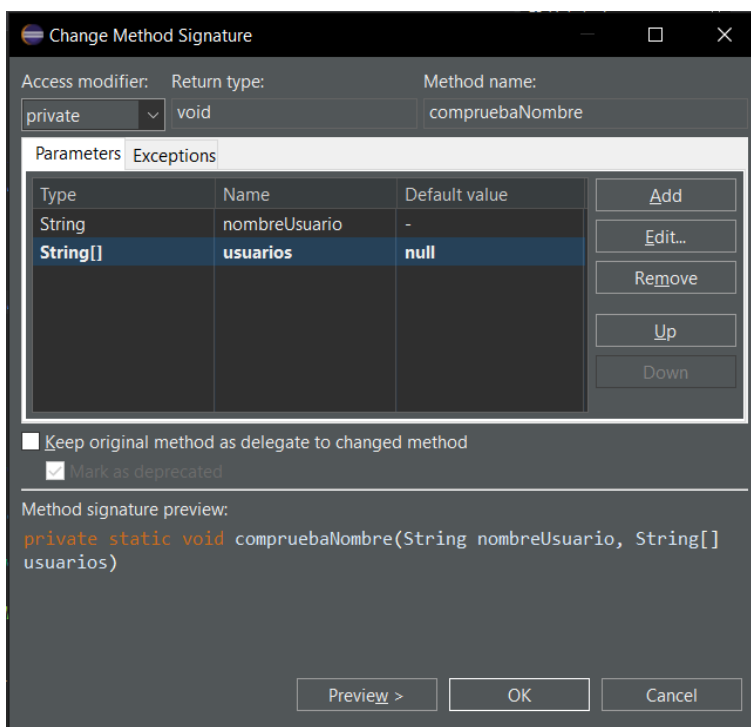 Change Method Signature
Access modifier: Return type: Method name:
private void compruebaNombre
Parameters Exceptions
Type Name Default value
String nombreUsuario -
String[] usuarios null
Add
Edit...
Remove
Up
Down
Keep original method as delegate to changed method
Mark as deprecated
Method signature preview:
private static void compruebaNombre(String nombreUsuario, String[]
usuarios)
Preview > OK Cancel